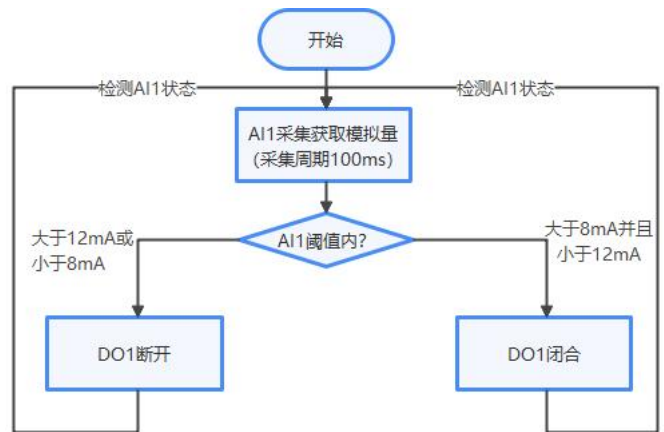 开始
检测AI1状态
检测AI1状态
AI1采集获取模拟量
（采集周期100ms）
AI1阈值内？
大于12mA或
小于8mA
大于8mA并且
小于12mA
DO1断开
DO1闭合